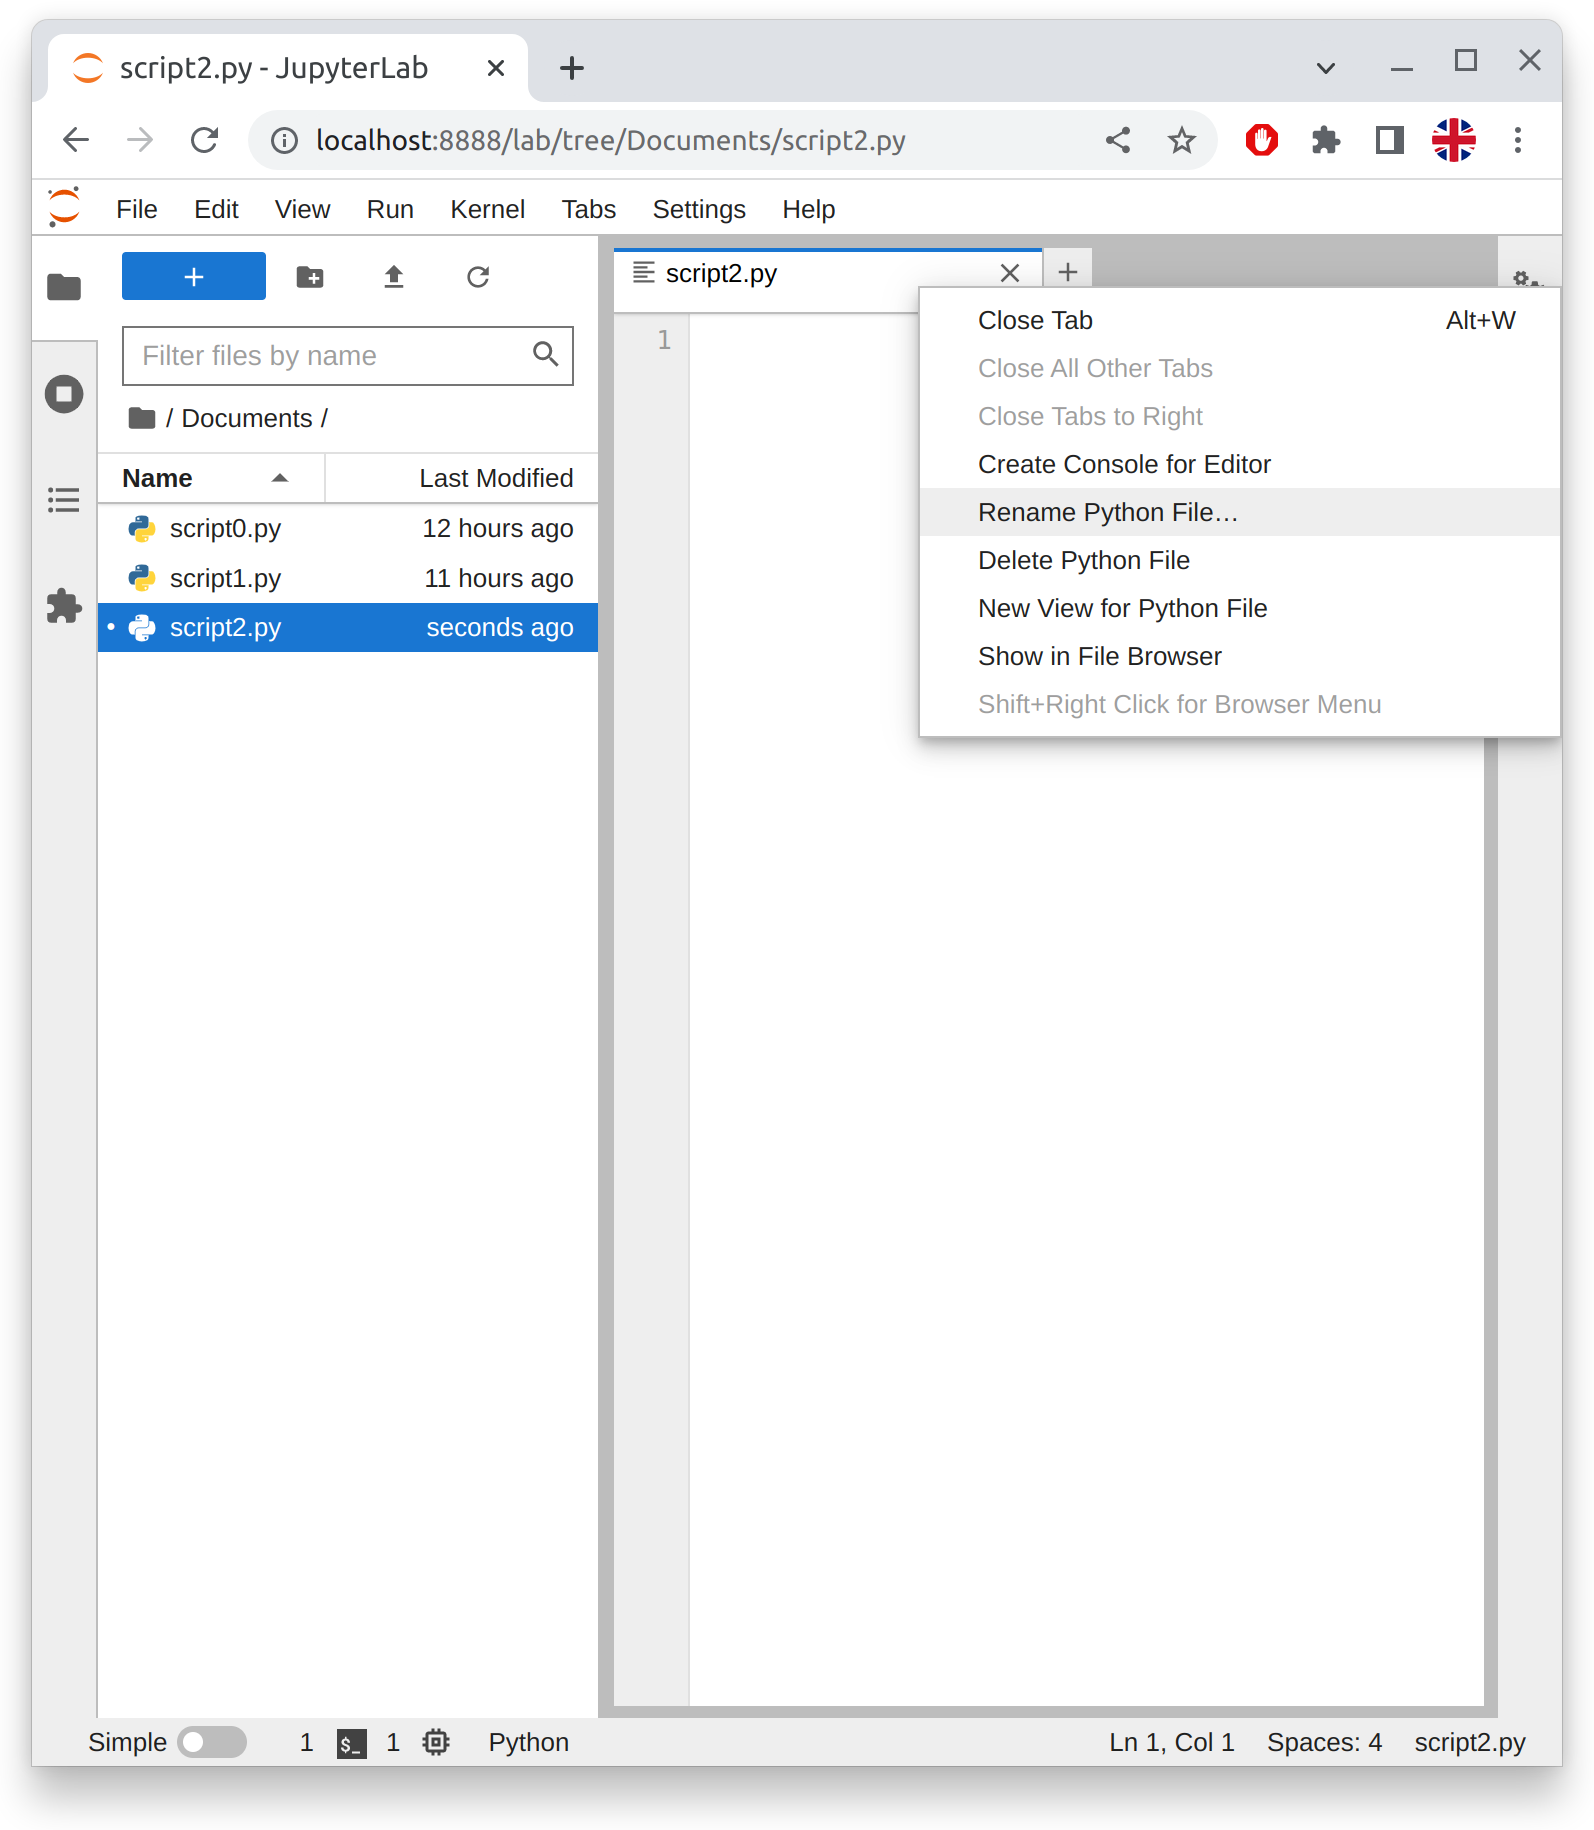 script2.py - JupyterLab
localhost:8888/lab/tree/Documents/script2.py
File Edit View Run Kernel Tabs Settings Help
script2.py
Filter files by name
/ Documents /
Name Last Modified
script0.py 12 hours ago
script1.py 11 hours ago
script2.py seconds ago
1
Close Tab Alt+W
Close All Other Tabs
Close Tabs to Right
Create Console for Editor
Rename Python File…
Delete Python File
New View for Python File
Show in File Browser
Shift+Right Click for Browser Menu
Simple 1 $_ 1 Python Ln 1, Col 1 Spaces: 4 script2.py